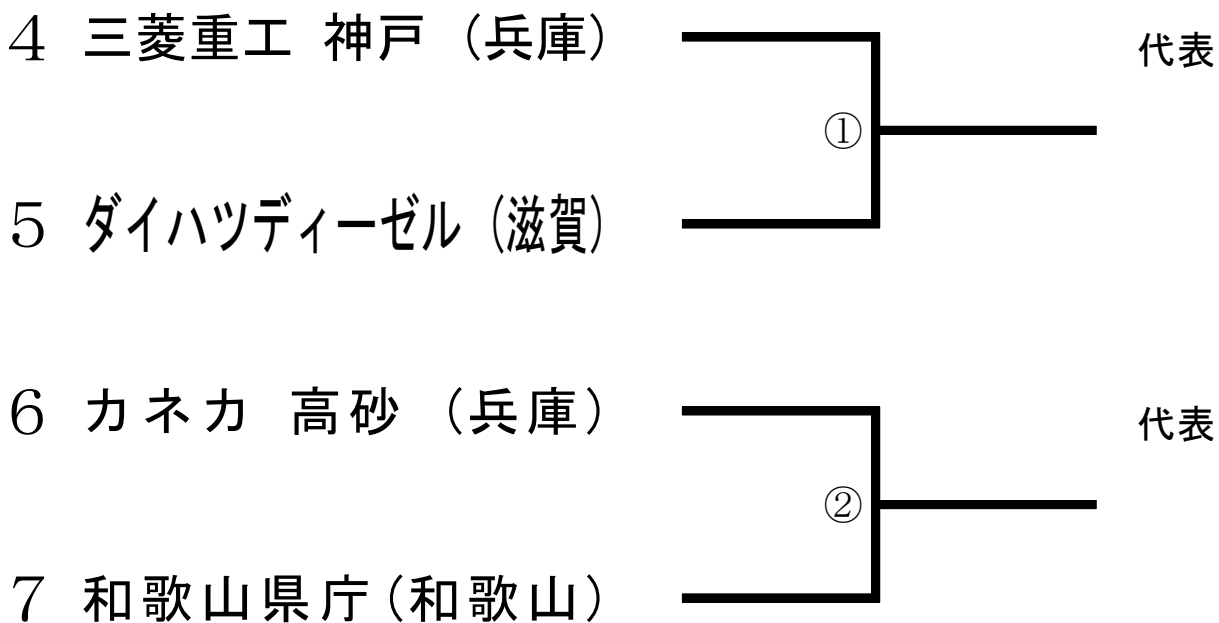 4 三菱重工 神戸 (兵庫) 代表
①
5 ダイハツディーゼル (滋賀)
6 カネカ 高砂 (兵庫) 代表
②
7 和歌山県庁(和歌山)